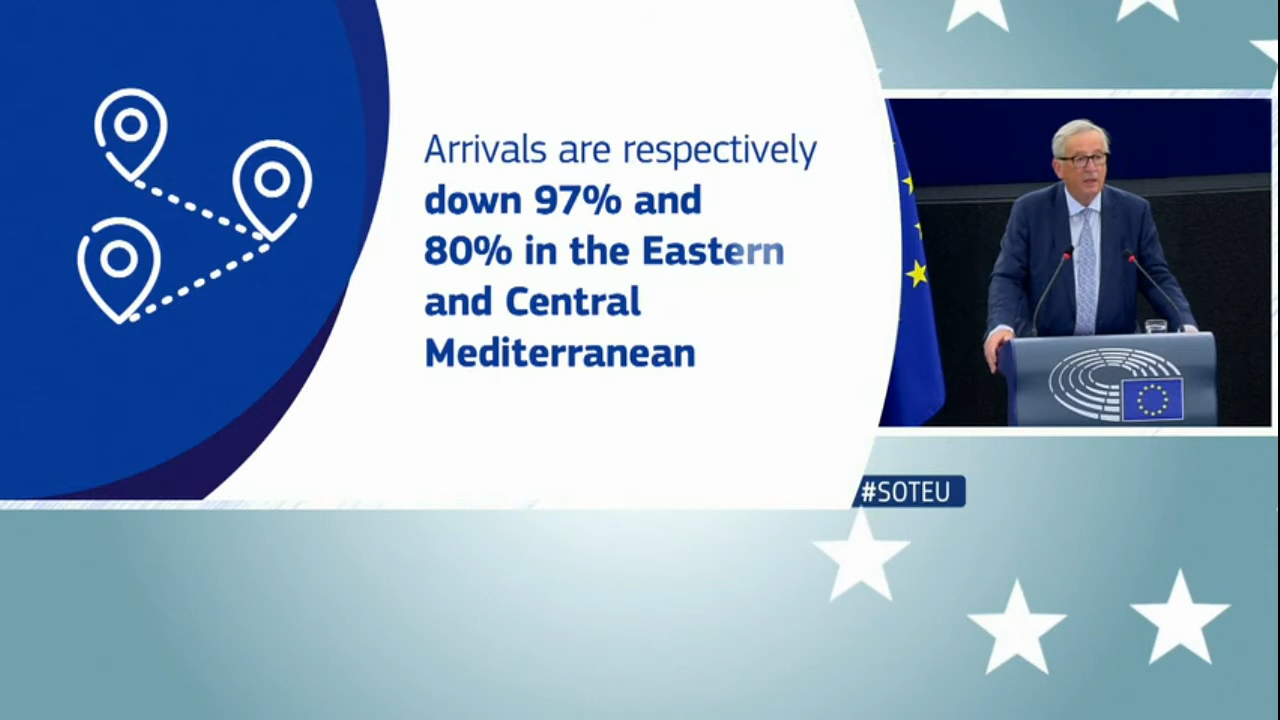 Arrivals are respectively
down 97% and
80% in the Eastern
and Central
Mediterranean
#SOTEU